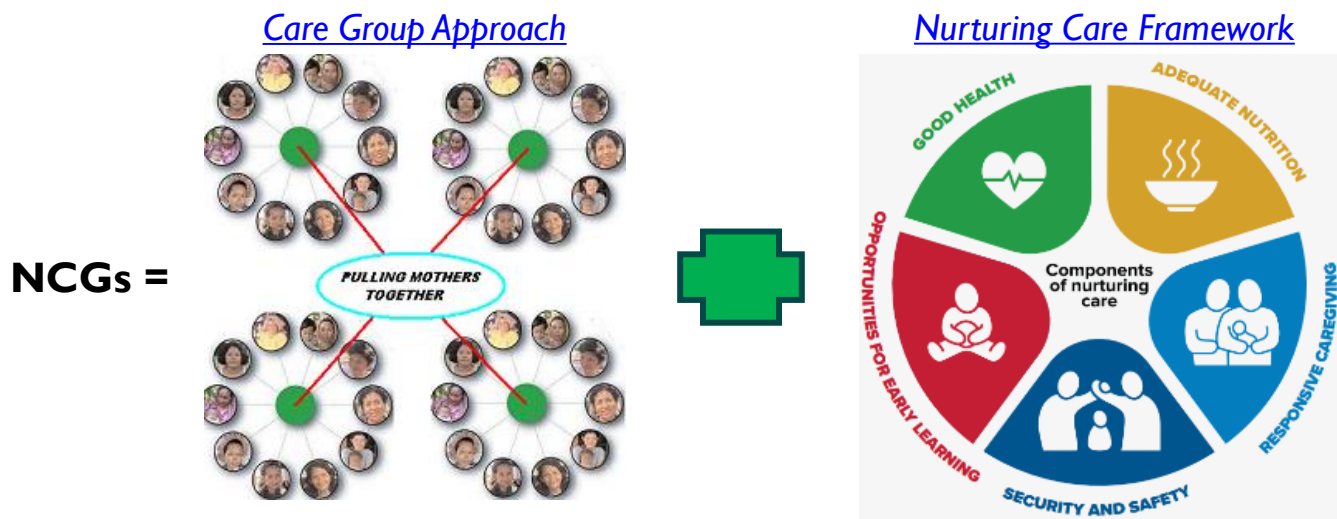 Care Group Approach
Nurturing Care Framework
NCGs =
PULLING MOTHERS
TOGETHER
GOOD HEALTH
ADEQUATE NUTRITION
Components
of nurturing
care
OPPORTUNITIES FOR EARLY LEARNING
RESPONSIVE CAREGIVING
SECURITY AND SAFETY